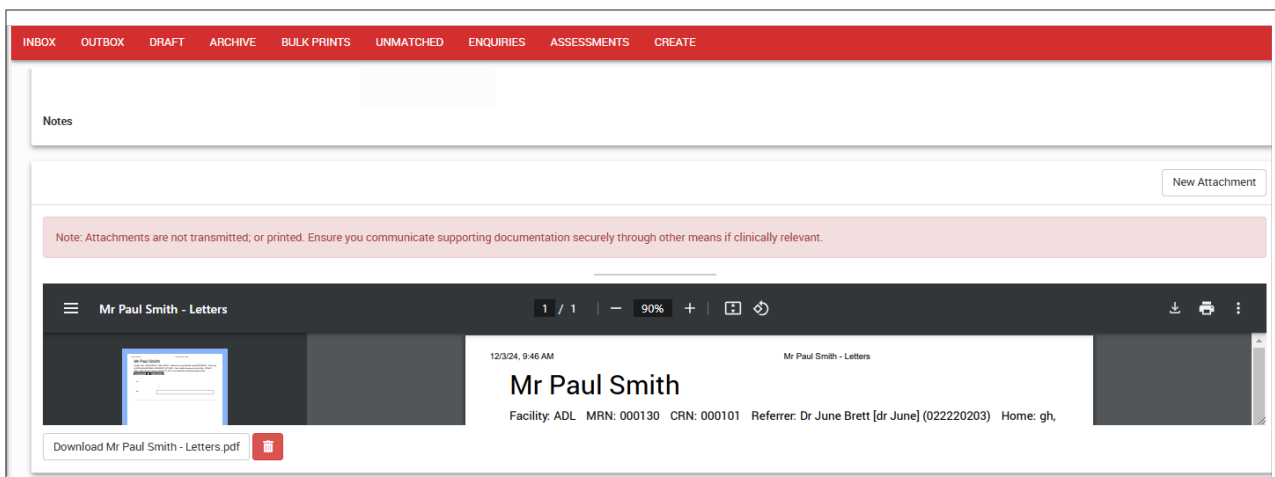 INBOX OUTBOX DRAFT ARCHIVE BULK PRINTS UNMATCHED ENQUIRIES ASSESSMENTS CREATE
Notes
New Attachment
Note: Attachments are not transmitted; or printed. Ensure you communicate supporting documentation securely through other means if clinically relevant.
Mr Paul Smith - Letters 1 / 1 90%
12/3/24, 9:46 AM Mr Paul Smith - Letters
Mr Paul Smith
Facility: ADL MRN: 000130 CRN: 000101 Referrer: Dr June Brett [dr June] (022220203) Home: gh,
Download Mr Paul Smith - Letters.pdf